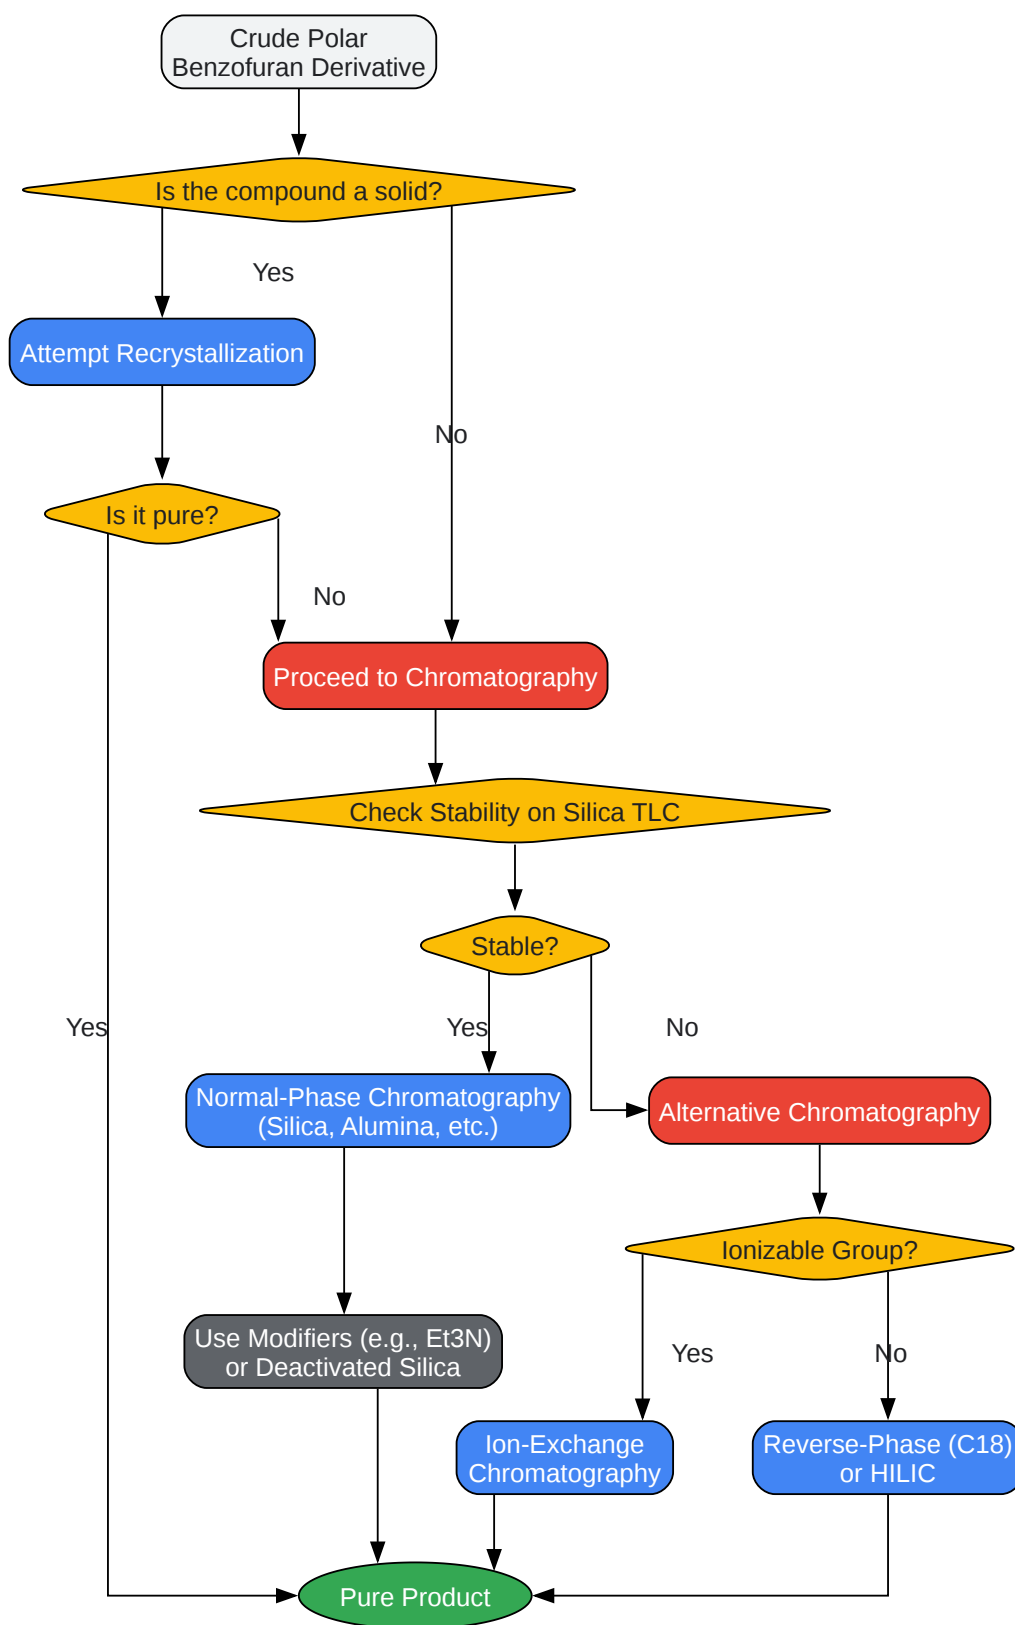 Crude Polar
Benzofuran Derivative
Is the compound a solid?
Yes
Attempt Recrystallization
No
Is it pure?
No
Proceed to Chromatography
Check Stability on Silica TLC
Stable?
Yes
Yes
No
Normal-Phase Chromatography
(Silica, Alumina, etc.)
Alternative Chromatography
Ionizable Group?
Use Modifiers (e.g., Et3N)
or Deactivated Silica
Yes
No
Ion-Exchange
Chromatography
Reverse-Phase (C18)
or HILIC
Pure Product